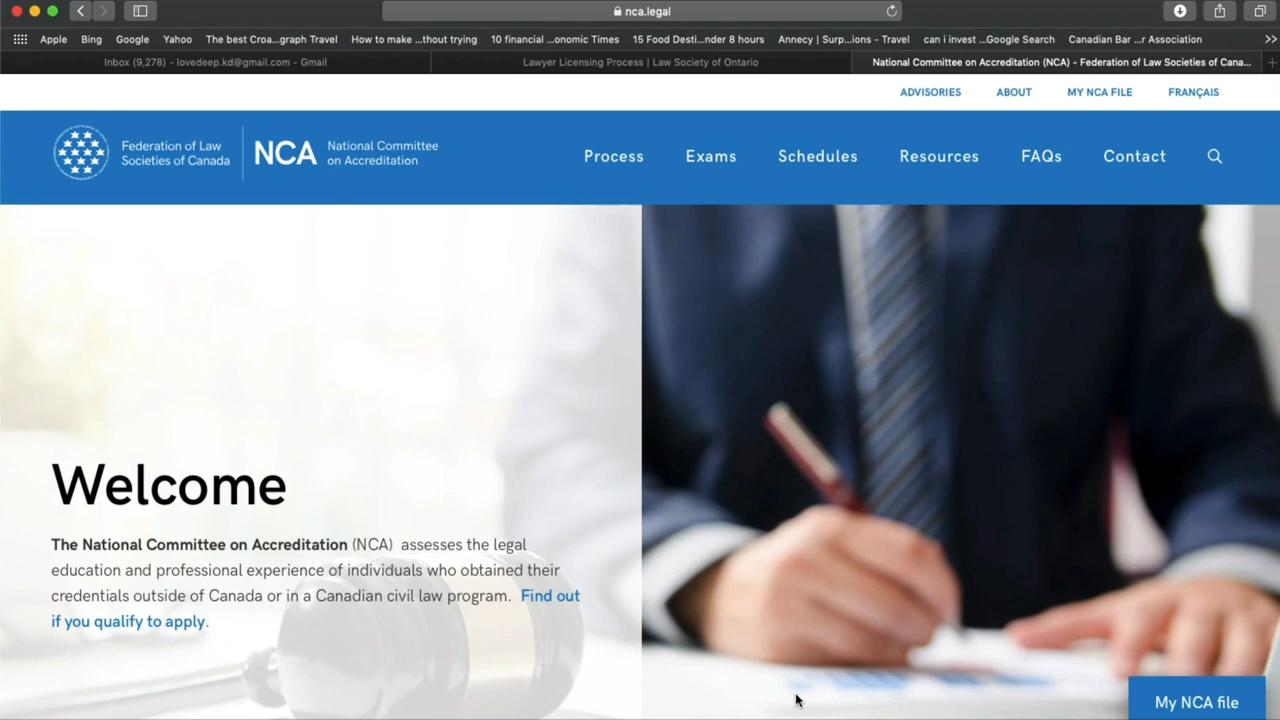 nca.legal
Apple Bing Google Yahoo The best Croa...graph Travel How to make ...thout trying 10 financial ...onomic Times 15 Food Desti...nder 8 hours Annecy | Surp...ions - Travel can i invest ...Google Search Canadian Bar ...r Association
Inbox (9,278) - lovedeep.kd@gmail.com - Gmail Lawyer Licensing Process | Law Society of Ontario National Committee on Accreditation (NCA) - Federation of Law Societies of Cana...
ADVISORIES ABOUT MY NCA FILE FRANÇAIS
Federation of Law
Societies of Canada
NCA
National Committee
on Accreditation
Process Exams Schedules Resources FAQs Contact
Welcome
The National Committee on Accreditation (NCA) assesses the legal
education and professional experience of individuals who obtained their
credentials outside of Canada or in a Canadian civil law program. Find out
if you qualify to apply.
My NCA file